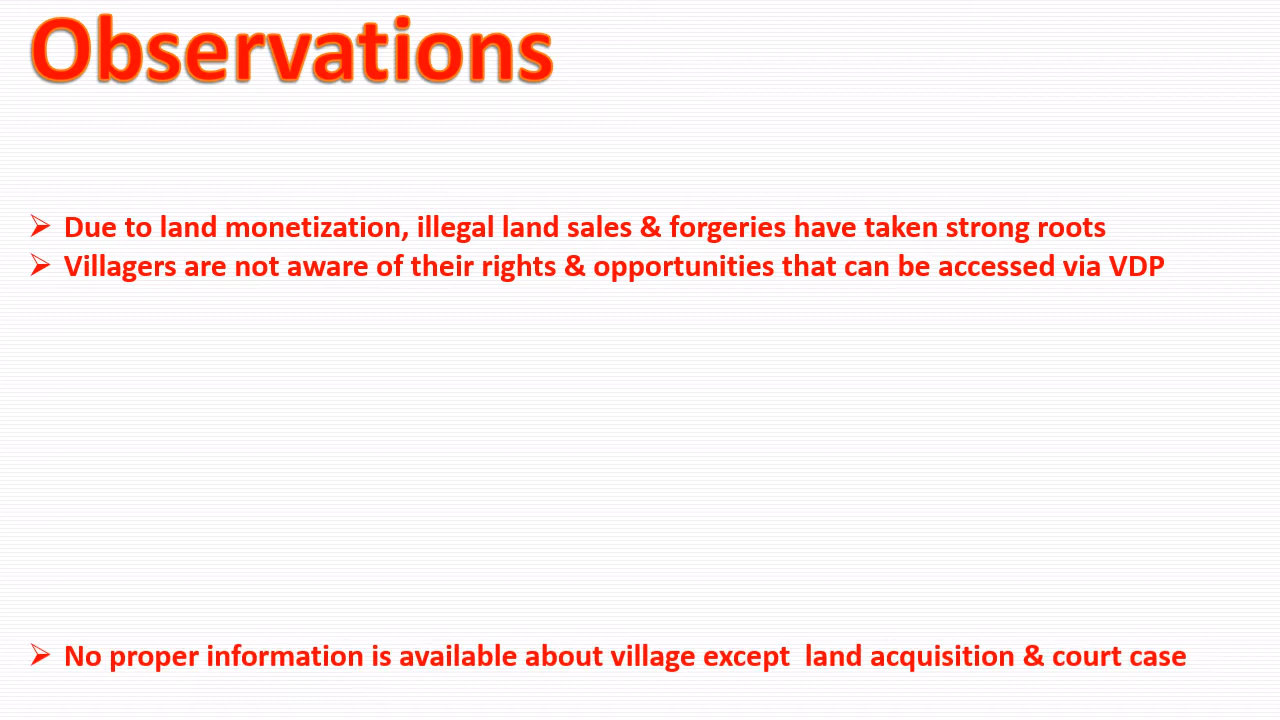 Observations
➢ Due to land monetization, illegal land sales & forgeries have taken strong roots
➢ Villagers are not aware of their rights & opportunities that can be accessed via VDP
➢ No proper information is available about village except  land acquisition & court case